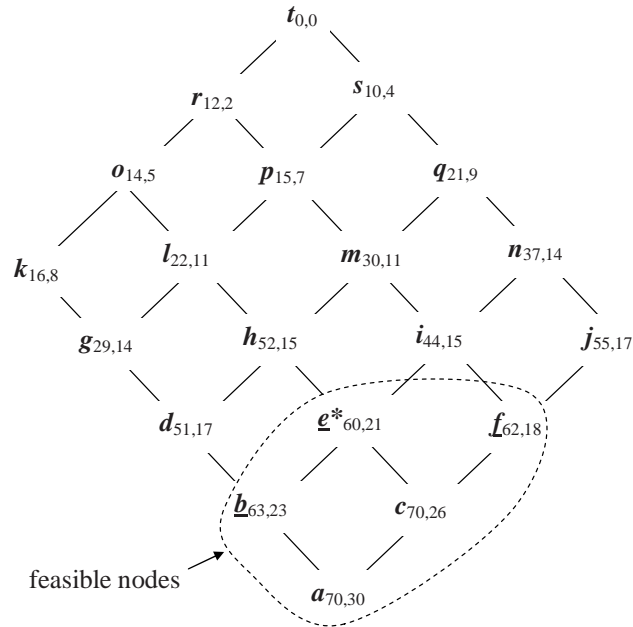 t0,0
r12,2 s10,4
o14,5 p15,7 q21,9
k16,8 l22,11 m30,11 n37,14
g29,14 h52,15 i44,15 j55,17
d51,17 e*60,21 f62,18
b63,23 c70,26
feasible nodes
a70,30